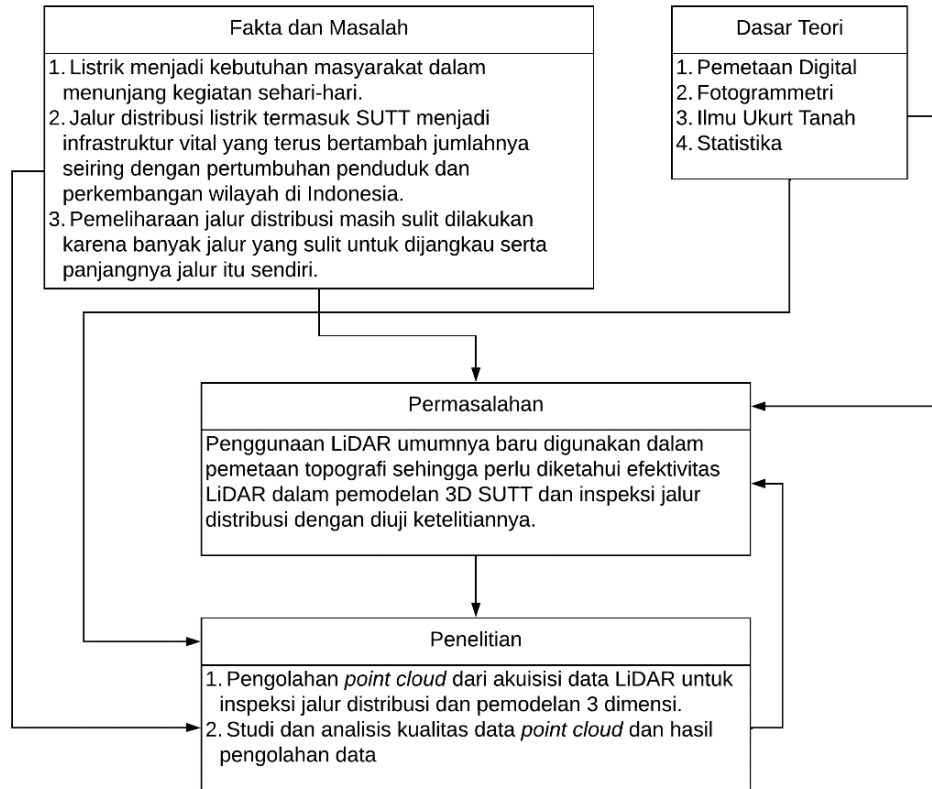 Fakta dan Masalah
1. Listrik menjadi kebutuhan masyarakat dalam
menunjang kegiatan sehari-hari.
2. Jalur distribusi listrik termasuk SUTT menjadi
infrastruktur vital yang terus bertambah jumlahnya
seiring dengan pertumbuhan penduduk dan
perkembangan wilayah di Indonesia.
3. Pemeliharaan jalur distribusi masih sulit dilakukan
karena banyak jalur yang sulit untuk dijangkau serta
panjangnya jalur itu sendiri.
Dasar Teori
1. Pemetaan Digital
2. Fotogrammetri
3. Ilmu Ukurt Tanah
4. Statistika
Permasalahan
Penggunaan LiDAR umumnya baru digunakan dalam
pemetaan topografi sehingga perlu diketahui efektivitas
LiDAR dalam pemodelan 3D SUTT dan inspeksi jalur
distribusi dengan diuji ketelitiannya.
Penelitian
1. Pengolahan point cloud dari akuisisi data LiDAR untuk
inspeksi jalur distribusi dan pemodelan 3 dimensi.
2. Studi dan analisis kualitas data point cloud dan hasil
pengolahan data